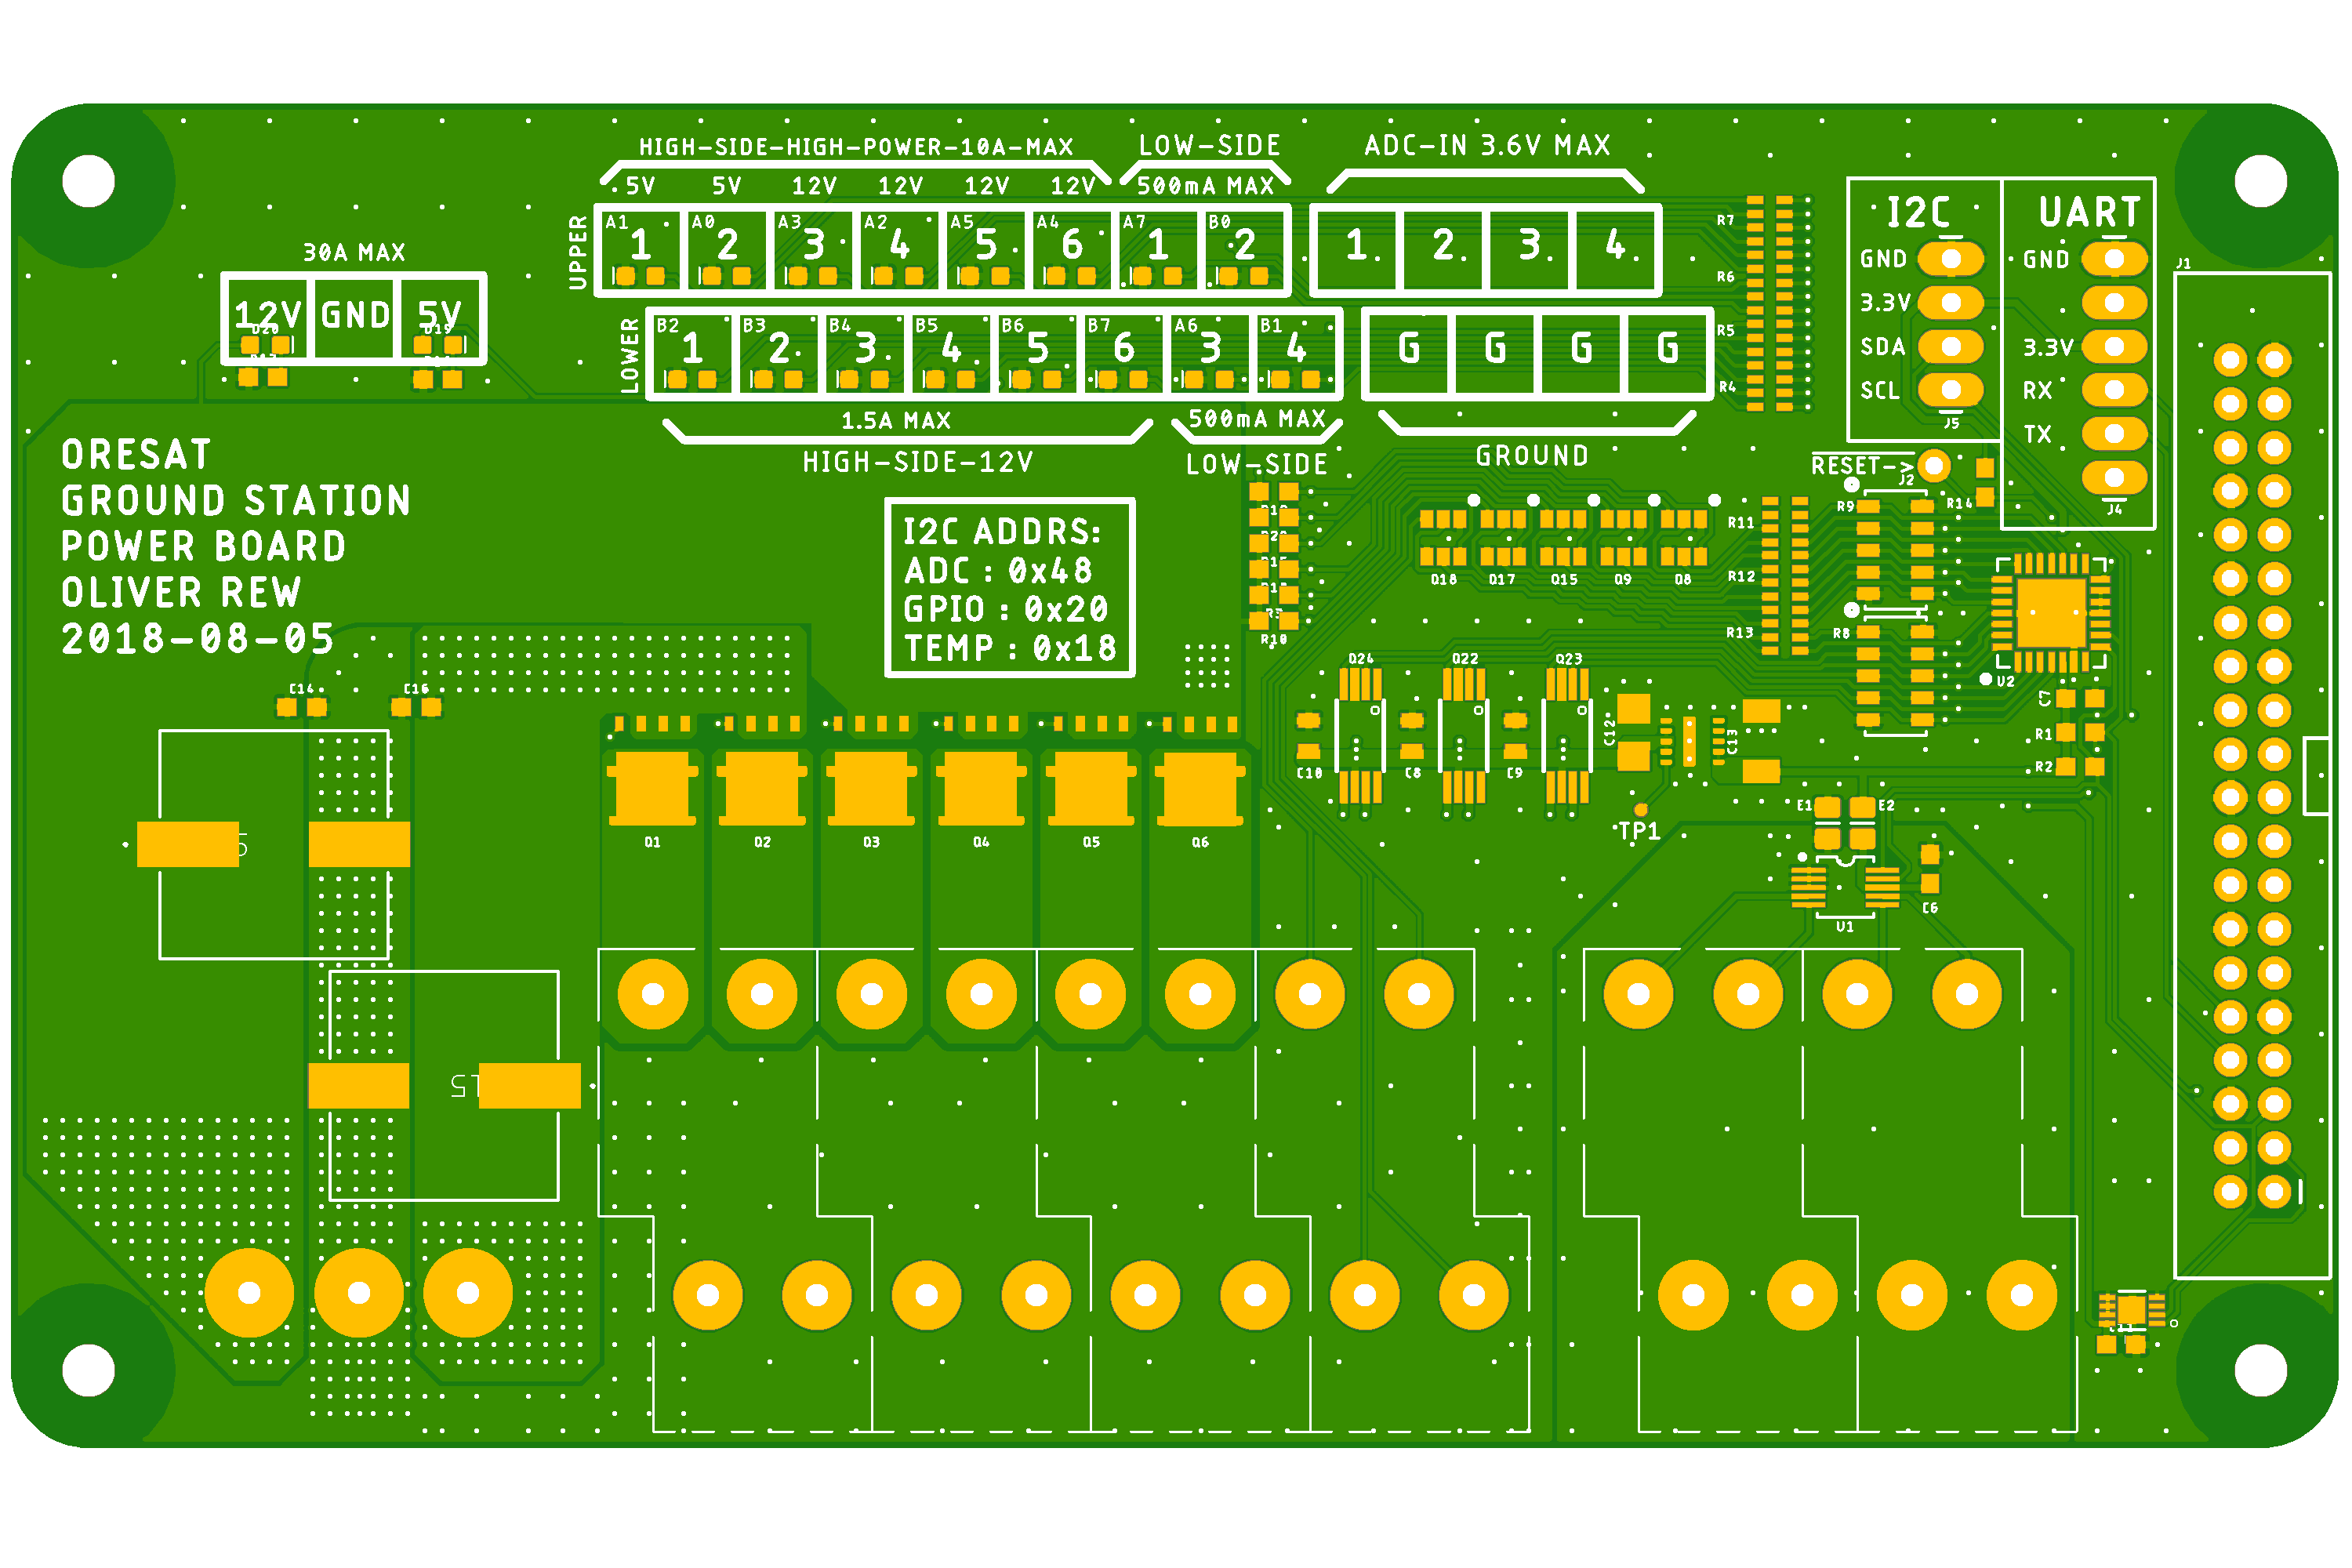 HIGH-SIDE-HIGH-POWER-10A-MAX
LOW-SIDE
ADC-IN 3.6V MAX
5V 5V 12V 12V 12V 12V
500mA MAX
UPPER
A1 A0 A3 A2 A5 A4 A7 B0
1 2 3 4 5 6 1 2
1 2 3 4
LOWER
B2 B3 B4 B5 B6 B7 A6 B1
1 2 3 4 5 6 3 4
G G G G
1.5A MAX
500mA MAX
HIGH-SIDE-12V
LOW-SIDE
GROUND
30A MAX
12V GND 5V
D20 D19
R7
R6
R5
R4
I2C
GND
3.3V
SDA
SCL
J5
UART
GND
3.3V
RX
TX
J4
J1
RESET->
J2
R14
ORESAT
GROUND STATION
POWER BOARD
OLIVER REW
2018-08-05
I2C ADDRS:
ADC : 0x48
GPIO : 0x20
TEMP : 0x18
R10
Q18 Q17 Q15 Q9 Q8
R11
R12
R13
R9
R8
U2
C7
R1
R2
C14 C16
Q24 Q22 Q23
C10 C8 C9
C12
C13
TP1
E1 E2
C6
U1
Q1 Q2 Q3 Q4 Q5 Q6
L5